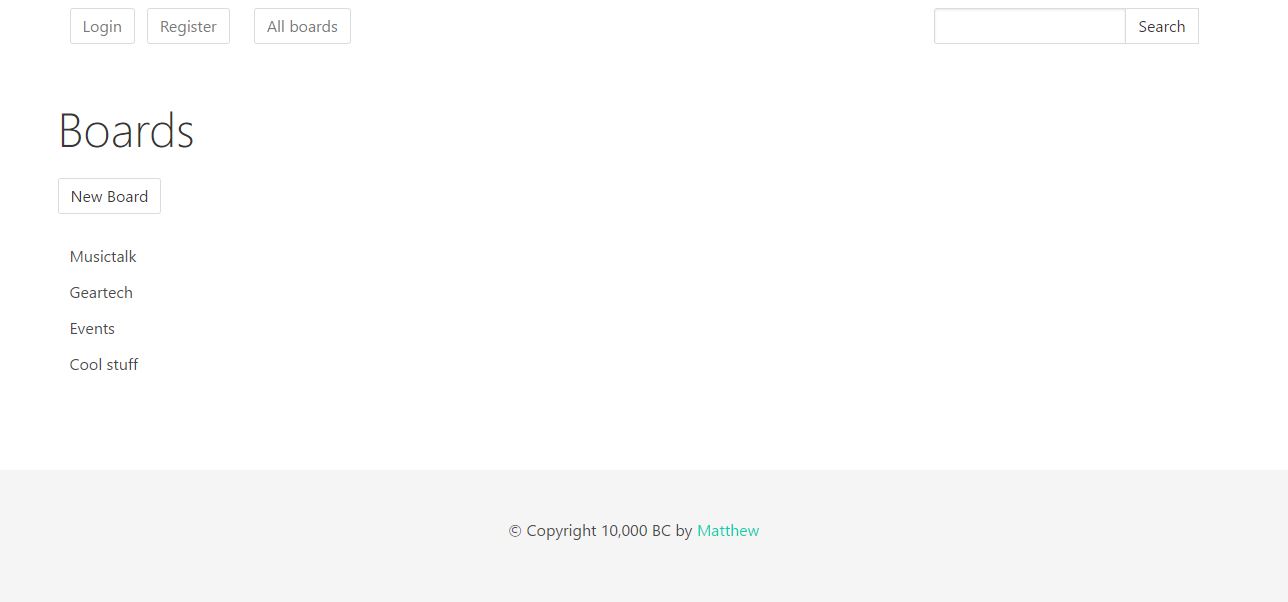 Login Register All boards Search
Boards
New Board
Musictalk
Geartech
Events
Cool stuff
© Copyright 10,000 BC by Matthew